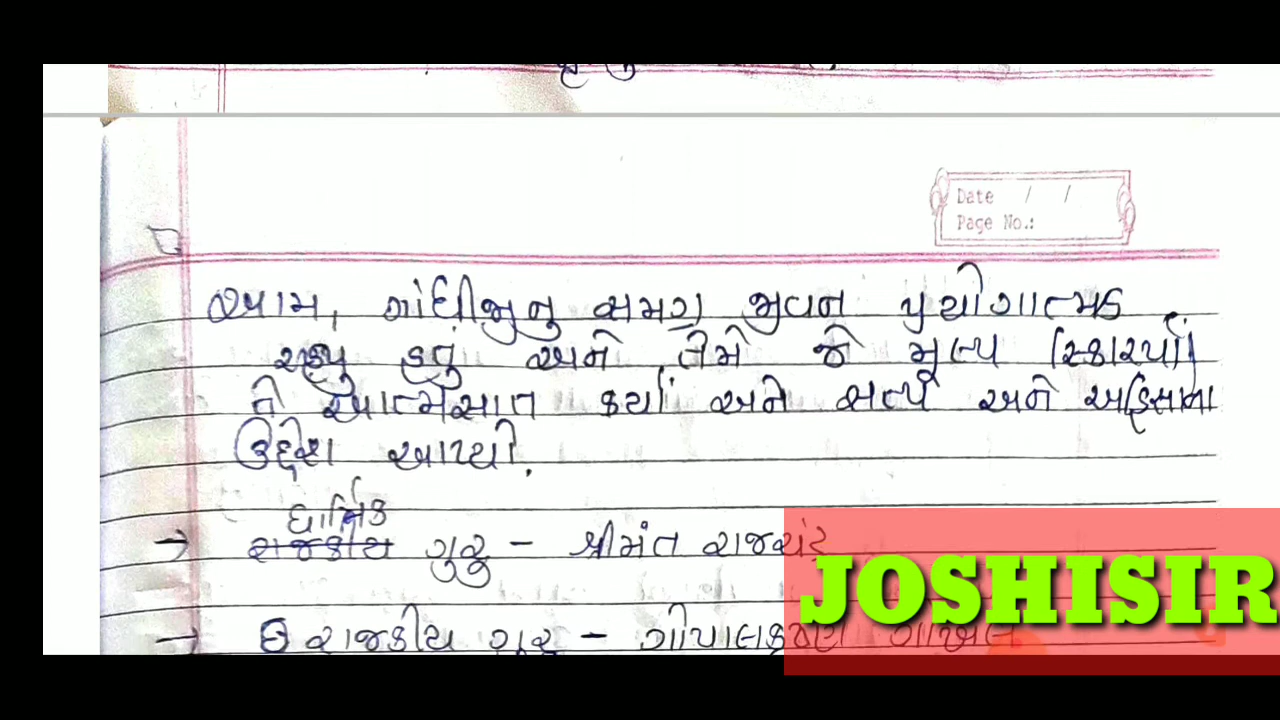 Date / /
Page No.:
આમ, ગાંધીજીનુ સમગ્ર જીવન પ્રયોગાત્મક
રહ્યુ હતુ અને તેમે જે મૂલ્ય સ્વીકાર્યા
તે આત્મસાત કર્યા અને સત્ય અને અહિંસાના
ઉદ્દેશ આપ્યો.
ધાર્મિક
→ રાજકીય ગુરુ - શ્રીમંત રાજચંદ્ર
→ રાજકીય ગુરુ - ગોપાલકૃષ્ણ ગોખલે
JOSHISIR